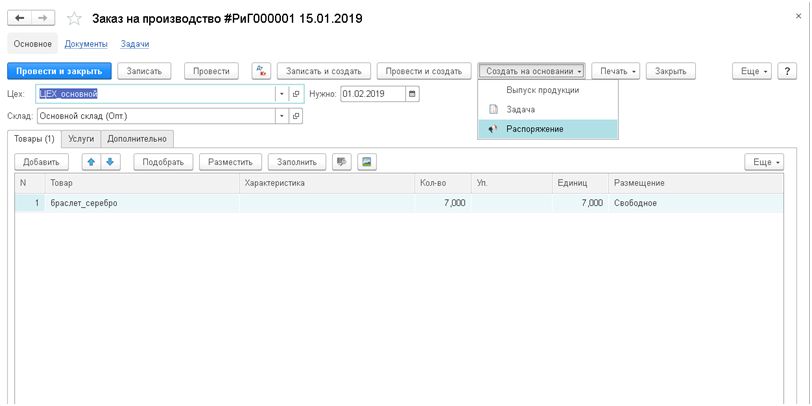 Заказ на производство #РиГ000001 15.01.2019
Основное Документы Задачи
Провести и закрыть Записать Провести Дт Кт Записать и создать Провести и создать Создать на основании Печать Закрыть Еще ?
Цех: ЦЕХ_основной Нужно: 01.02.2019 Выпуск продукции
Склад: Основной склад (Опт.) Задача
Распоряжение
Товары (1) Услуги Дополнительно
Добавить Подобрать Разместить Заполнить Еще
N Товар Характеристика Кол-во Уп. Единиц Размещение
1 браслет_серебро 7,000 7,000 Свободное